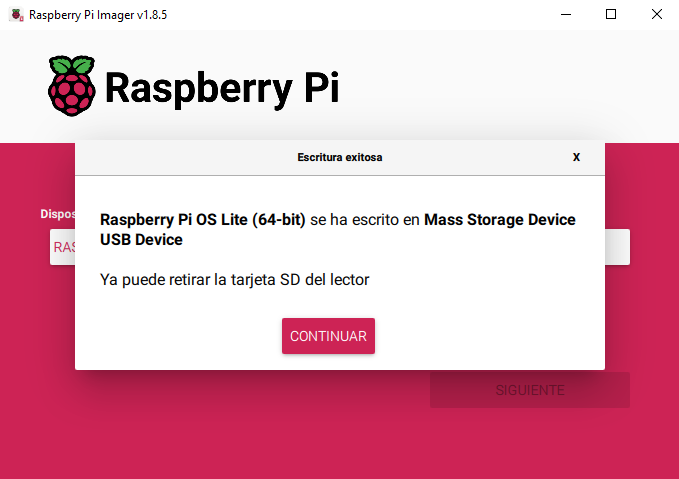 Raspberry Pi Imager v1.8.5
Raspberry Pi
Escritura exitosa X
Dispos
RAS
Raspberry Pi OS Lite (64-bit) se ha escrito en Mass Storage Device
USB Device
Ya puede retirar la tarjeta SD del lector
CONTINUAR
SIGUIENTE